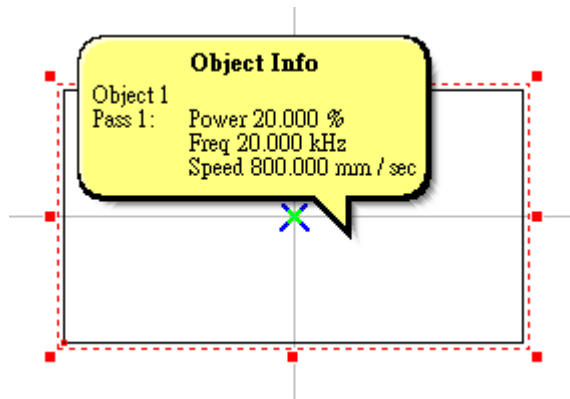 Object Info
Object 1
Pass 1: Power 20.000 %
Freq 20.000 kHz
Speed 800.000 mm / sec